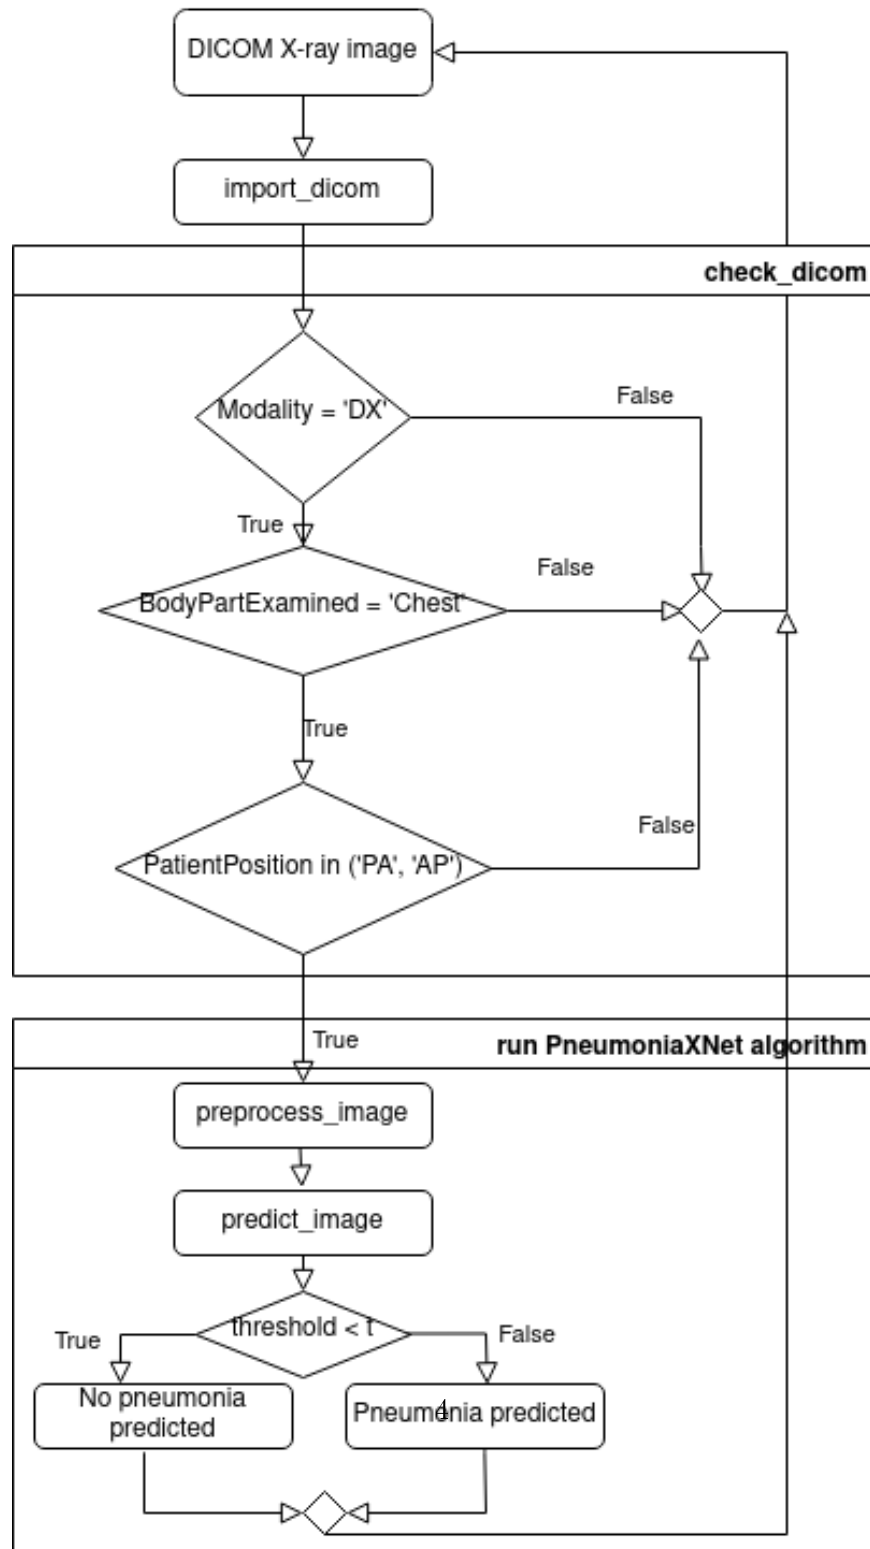 DICOM X-ray image
import_dicom
check_dicom
Modality = 'DX'
False
True
BodyPartExamined = 'Chest'
False
True
PatientPosition in ('PA', 'AP')
False
True
run PneumoniaXNet algorithm
preprocess_image
predict_image
threshold < t
True
False
No pneumonia
predicted
Pneumonia predicted